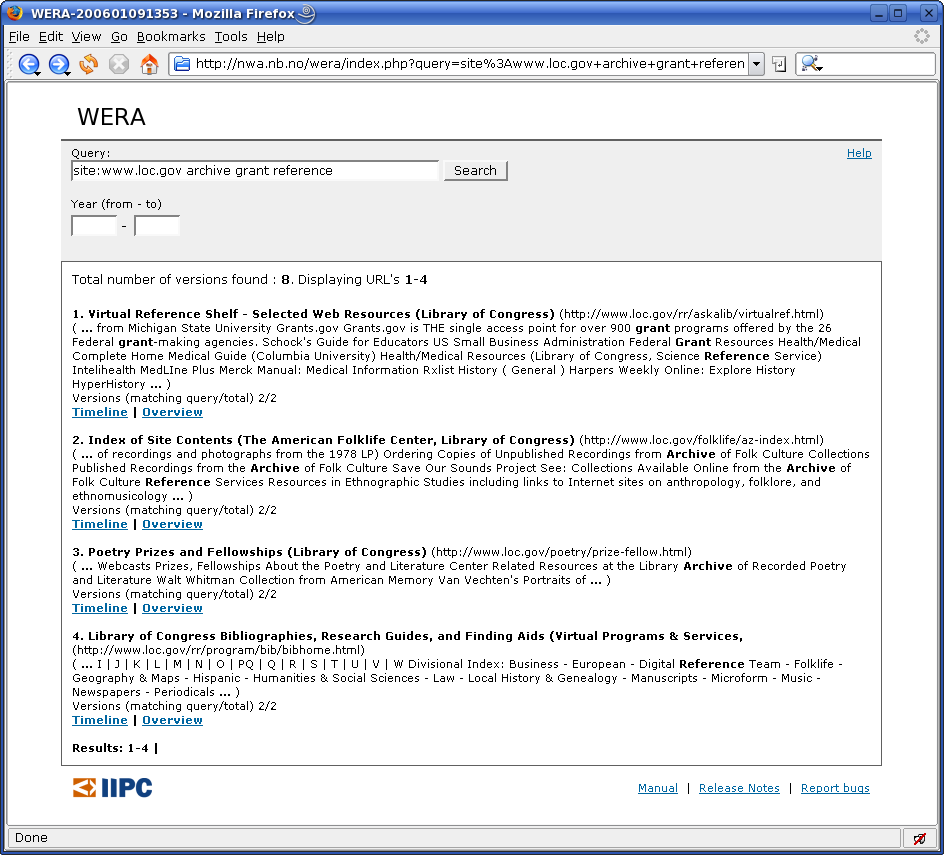 WERA-200601091353 - Mozilla Firefox
File Edit View Go Bookmarks Tools Help
http://nwa.nb.no/wera/index.php?query=site%3Awww.loc.gov+archive+grant+referen
WERA
Query:
Help
site:www.loc.gov archive grant reference
Search
Year (from - to)
-
Total number of versions found : 8. Displaying URL's 1-4
1. Virtual Reference Shelf - Selected Web Resources (Library of Congress) (http://www.loc.gov/rr/askalib/virtualref.html)
( ... from Michigan State University Grants.gov Grants.gov is THE single access point for over 900 grant programs offered by the 26
Federal grant-making agencies. Schock's Guide for Educators US Small Business Administration Federal Grant Resources Health/Medical
Complete Home Medical Guide (Columbia University) Health/Medical Resources (Library of Congress, Science Reference Service)
Intelihealth MedLIne Plus Merck Manual: Medical Information Rxlist History ( General ) Harpers Weekly Online: Explore History
HyperHistory ... )
Versions (matching query/total) 2/2
Timeline | Overview
2. Index of Site Contents (The American Folklife Center, Library of Congress) (http://www.loc.gov/folklife/az-index.html)
( ... of recordings and photographs from the 1978 LP) Ordering Copies of Unpublished Recordings from Archive of Folk Culture Collections
Published Recordings from the Archive of Folk Culture Save Our Sounds Project See: Collections Available Online from the Archive of
Folk Culture Reference Services Resources in Ethnographic Studies including links to Internet sites on anthropology, folklore, and
ethnomusicology ... )
Versions (matching query/total) 2/2
Timeline | Overview
3. Poetry Prizes and Fellowships (Library of Congress) (http://www.loc.gov/poetry/prize-fellow.html)
( ... Webcasts Prizes, Fellowships About the Poetry and Literature Center Related Resources at the Library Archive of Recorded Poetry
and Literature Walt Whitman Collection from American Memory Van Vechten's Portraits of ... )
Versions (matching query/total) 2/2
Timeline | Overview
4. Library of Congress Bibliographies, Research Guides, and Finding Aids (Virtual Programs & Services,
(http://www.loc.gov/rr/program/bib/bibhome.html)
( ... I | J | K | L | M | N | O | PQ | Q | R | S | T | U | V | W Divisional Index: Business - European - Digital Reference Team - Folklife -
Geography & Maps - Hispanic - Humanities & Social Sciences - Law - Local History & Genealogy - Manuscripts - Microform - Music -
Newspapers - Periodicals ... )
Versions (matching query/total) 2/2
Timeline | Overview
Results: 1-4 |
IIPC
Manual | Release Notes | Report bugs
Done